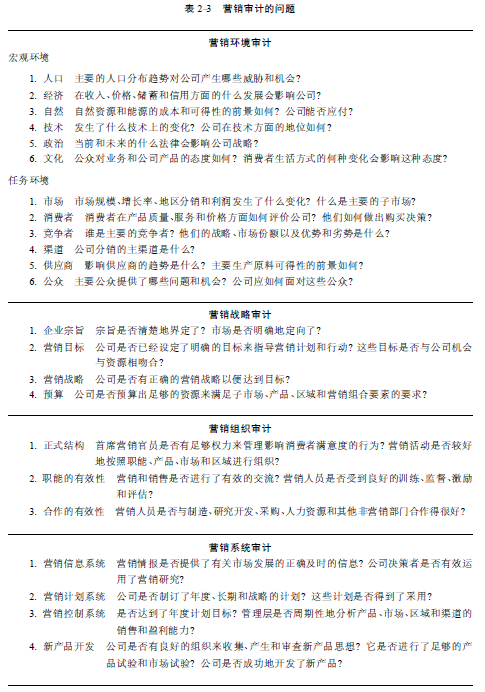 表 2-3 营销审计的问题
营销环境审计
宏观环境
1. 人口 主要的人口分布趋势对公司产生哪些威胁和机会?
2. 经济 在收入、价格、储蓄和信用方面的什么发展会影响公司?
3. 自然 自然资源和能源的成本和可得性的前景如何? 公司能否应付?
4. 技术 发生了什么技术上的变化? 公司在技术方面的地位如何?
5. 政治 当前和未来的什么法律会影响公司战略?
6. 文化 公众对业务和公司产品的态度如何? 消费者生活方式的何种变化会影响这种态度?
任务环境
1. 市场 市场规模、增长率、地区分销和利润发生了什么变化? 什么是主要的子市场?
2. 消费者 消费者在产品质量、服务和价格方面如何评价公司? 他们如何做出购买决策?
3. 竞争者 谁是主要的竞争者? 他们的战略、市场份额以及优势和劣势是什么?
4. 渠道 公司分销的主渠道是什么?
5. 供应商 影响供应商的趋势是什么? 主要生产原料可得性的前景如何?
6. 公众 主要公众提供了哪些问题和机会? 公司应如何面对这些公众?
营销战略审计
1. 企业宗旨 宗旨是否清楚地界定了? 市场是否明确地定向了?
2. 营销目标 公司是否已经设定了明确的目标来指导营销计划和行动? 这些目标是否与公司机会
与资源相吻合?
3. 营销战略 公司是否有正确的营销战略以便达到目标?
4. 预算 公司是否预算出足够的资源来满足子市场、产品、区域和营销组合要素的要求?
营销组织审计
1. 正式结构 首席营销官员是否有足够权力来管理影响消费者满意度的行为? 营销活动是否较好
地按照职能、产品、市场和区域进行组织?
2. 职能的有效性 营销和销售是否进行了有效的交流? 营销人员是否受到良好的训练、监督、激励
和评估?
3. 合作的有效性 营销人员是否与制造、研究开发、采购、人力资源和其他非营销部门合作得很好?
营销系统审计
1. 营销信息系统 营销情报是否提供了有关市场发展的正确及时的信息? 公司决策者是否有效运
用了营销研究?
2. 营销计划系统 公司是否制订了年度、长期和战略的计划? 这些计划是否得到了采用?
3. 营销控制系统 是否达到了年度计划目标? 管理层是否周期性地分析产品、市场、区域和渠道的
销售和盈利能力?
4. 新产品开发 公司是否有良好的组织来收集、产生和审查新产品思想? 它是否进行了足够的产
品试验和市场试验? 公司是否成功地开发了新产品?